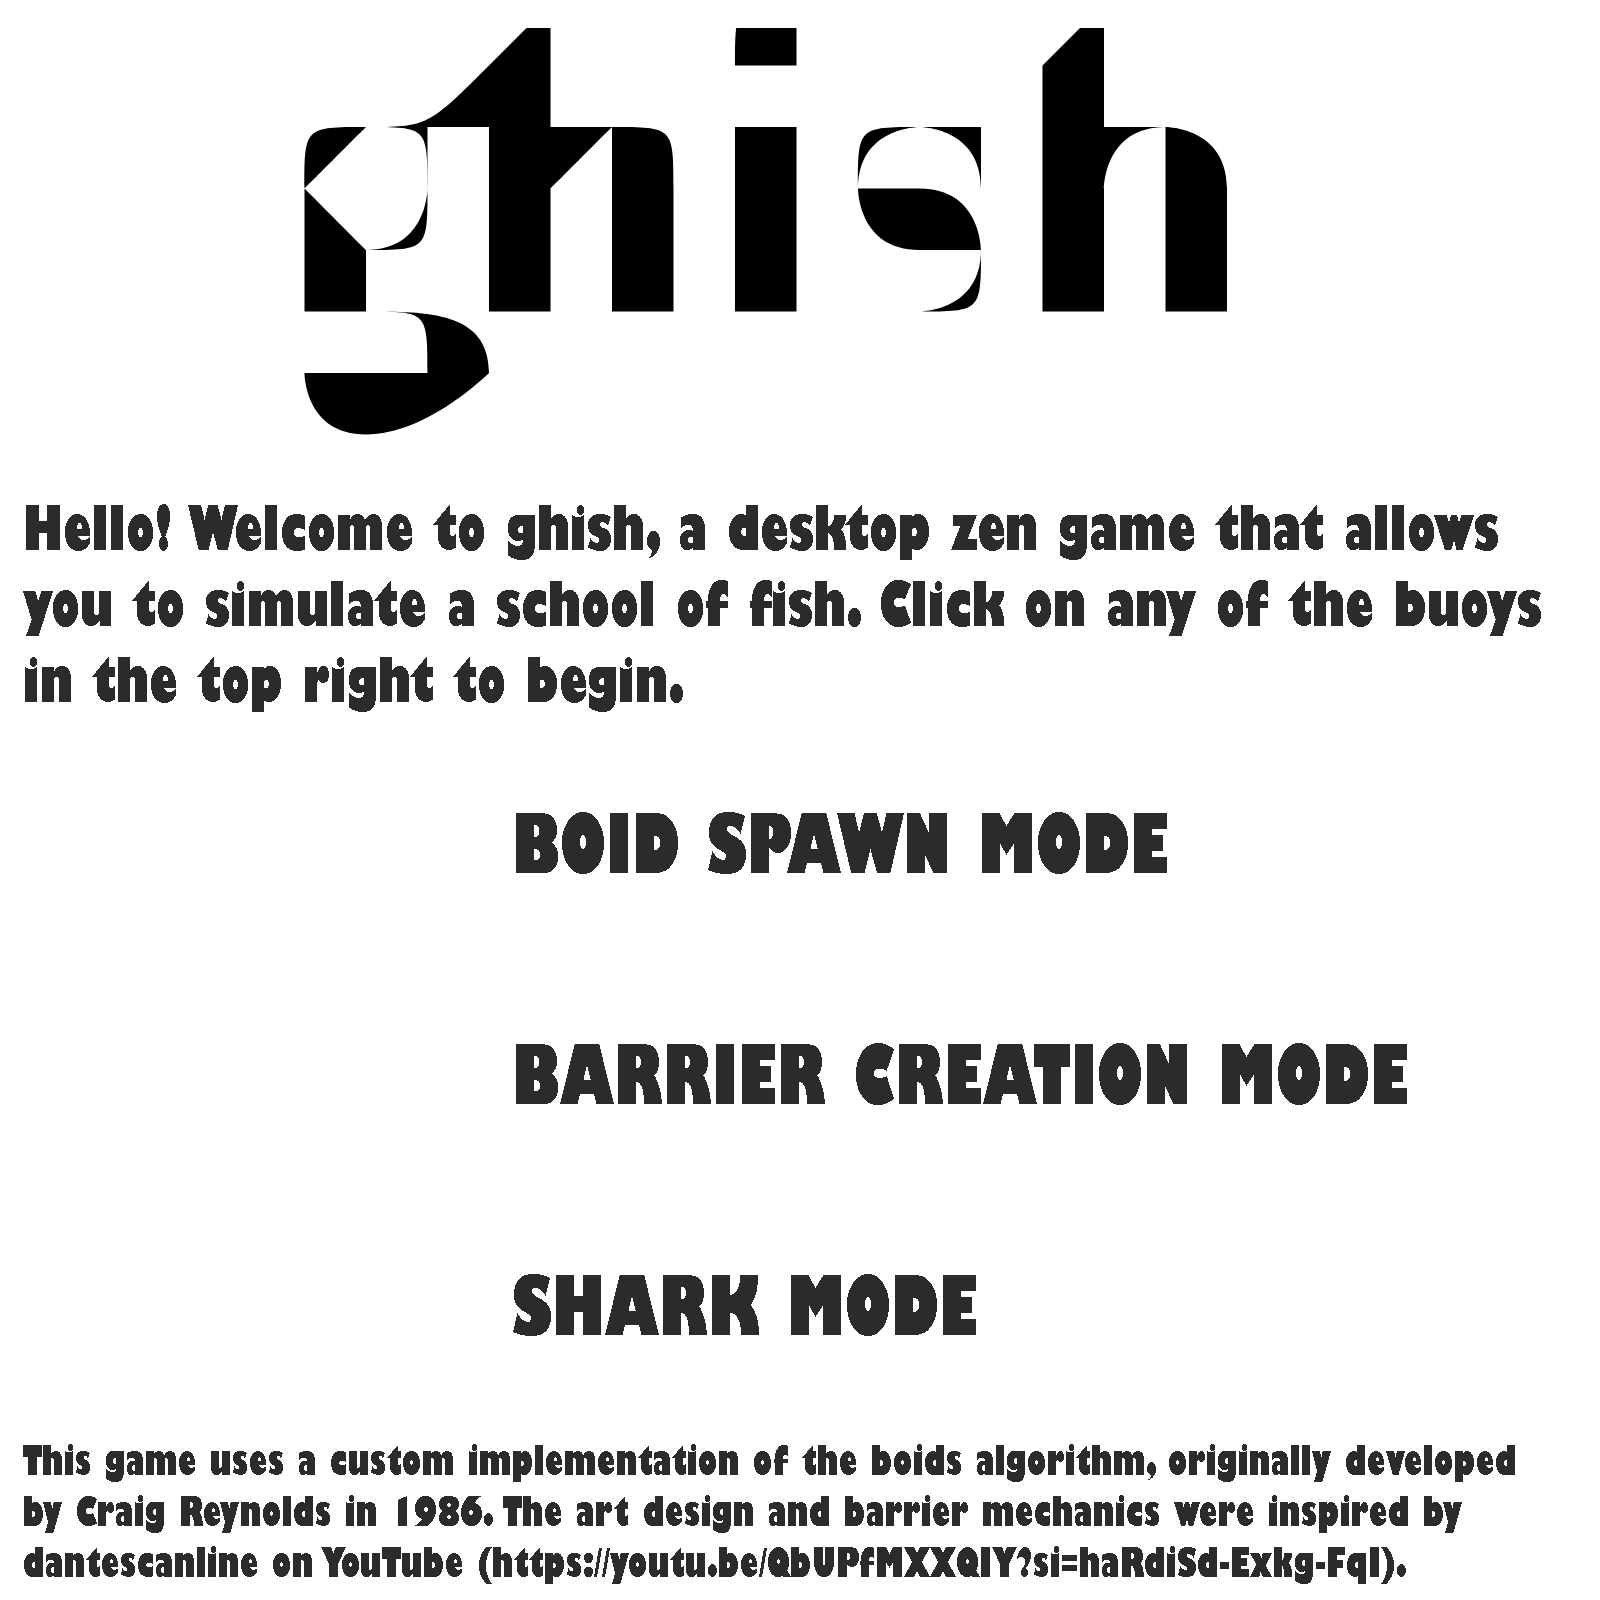 ghish
Hello! Welcome to ghish, a desktop zen game that allows
you to simulate a school of fish. Click on any of the buoys
in the top right to begin.
BOID SPAWN MODE
BARRIER CREATION MODE
SHARK MODE
This game uses a custom implementation of the boids algorithm, originally developed
by Craig Reynolds in 1986. The art design and barrier mechanics were inspired by
dantescanline on YouTube (https://youtu.be/QbUPfMXXQIY?si=haRdiSd-Exkg-FqI).